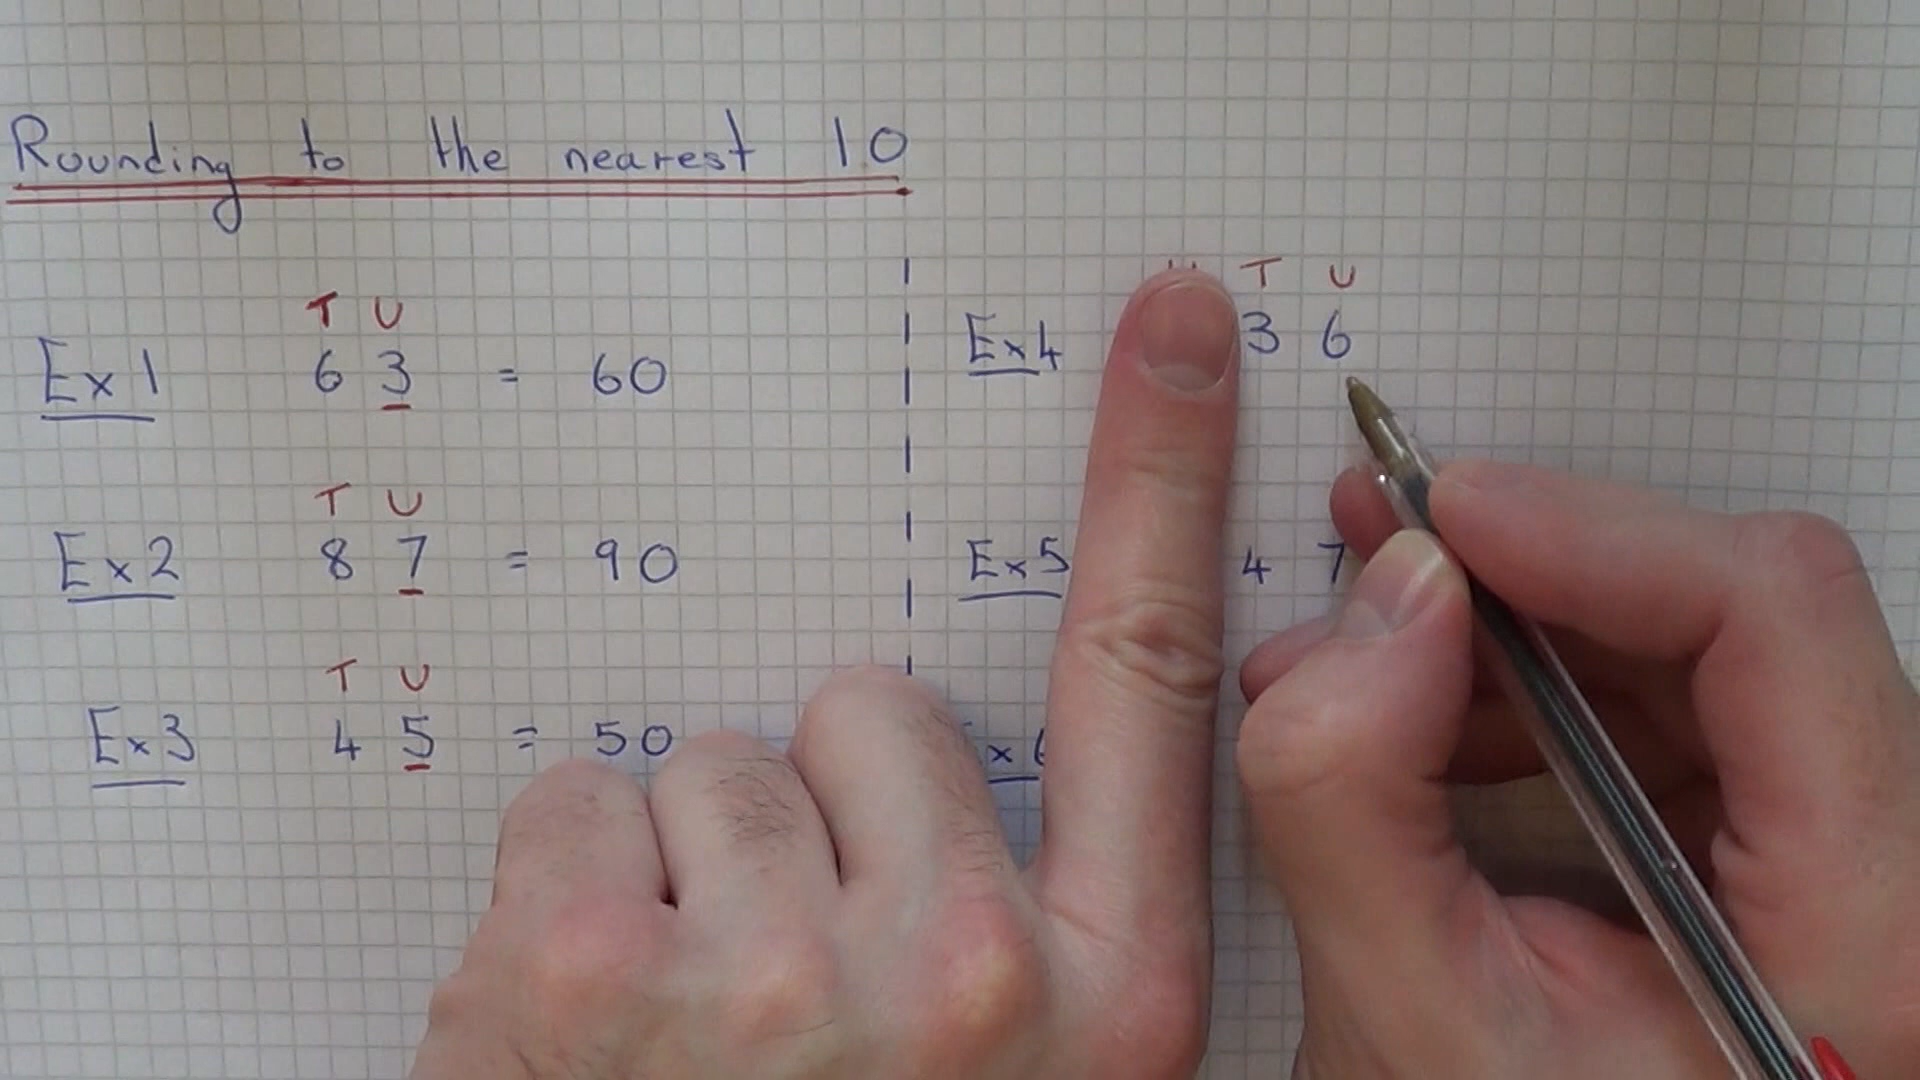 Rounding to the nearest 10
T U
Ex 1 6 3 = 60
T U
Ex 2 8 7 = 90
T U
Ex 3 4 5 = 50
T U
Ex 4 3 6
Ex 5 4 7